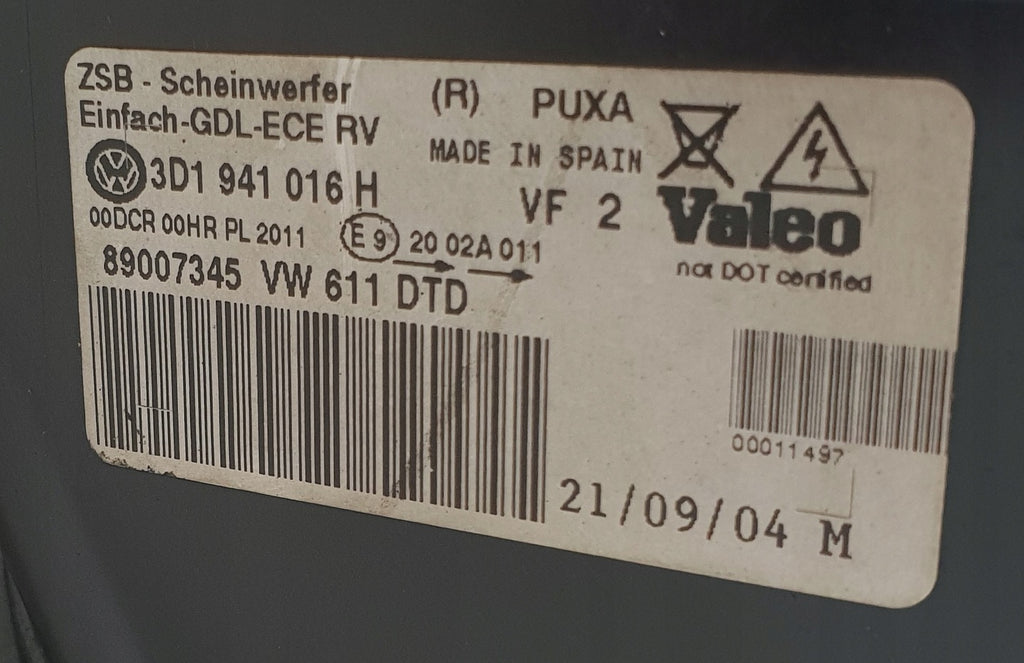 ZSB - Scheinwerfer
Einfach-GDL-ECE RV
(R) PUXA
MADE IN SPAIN
3D1 941 016 H
VF 2
Valeo
00DCR 00HR PL 2011
E 9 20 02A 011
not DOT certified
89007345 VW 611 DTD
00011497
21/09/04 M